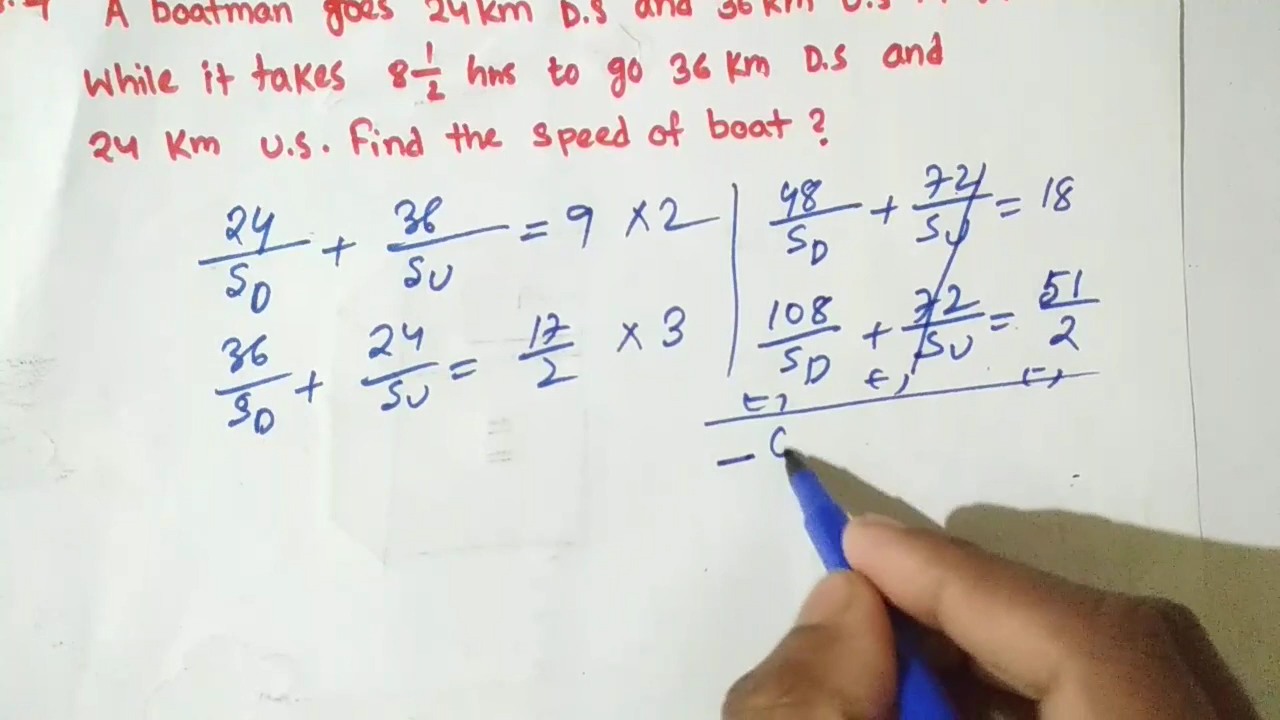 A boatman goes 24 Km D.S and 36 Km U.S
While it takes 8 1/2 hrs to go 36 Km D.S and
24 Km U.S. Find the speed of boat ?
24/S_D + 36/S_U = 9 × 2
36/S_D + 24/S_U = 17/2 × 3
48/S_D + 72/S_U = 18
108/S_D + 72/S_U = 51/2
(-) (-) (-)
-